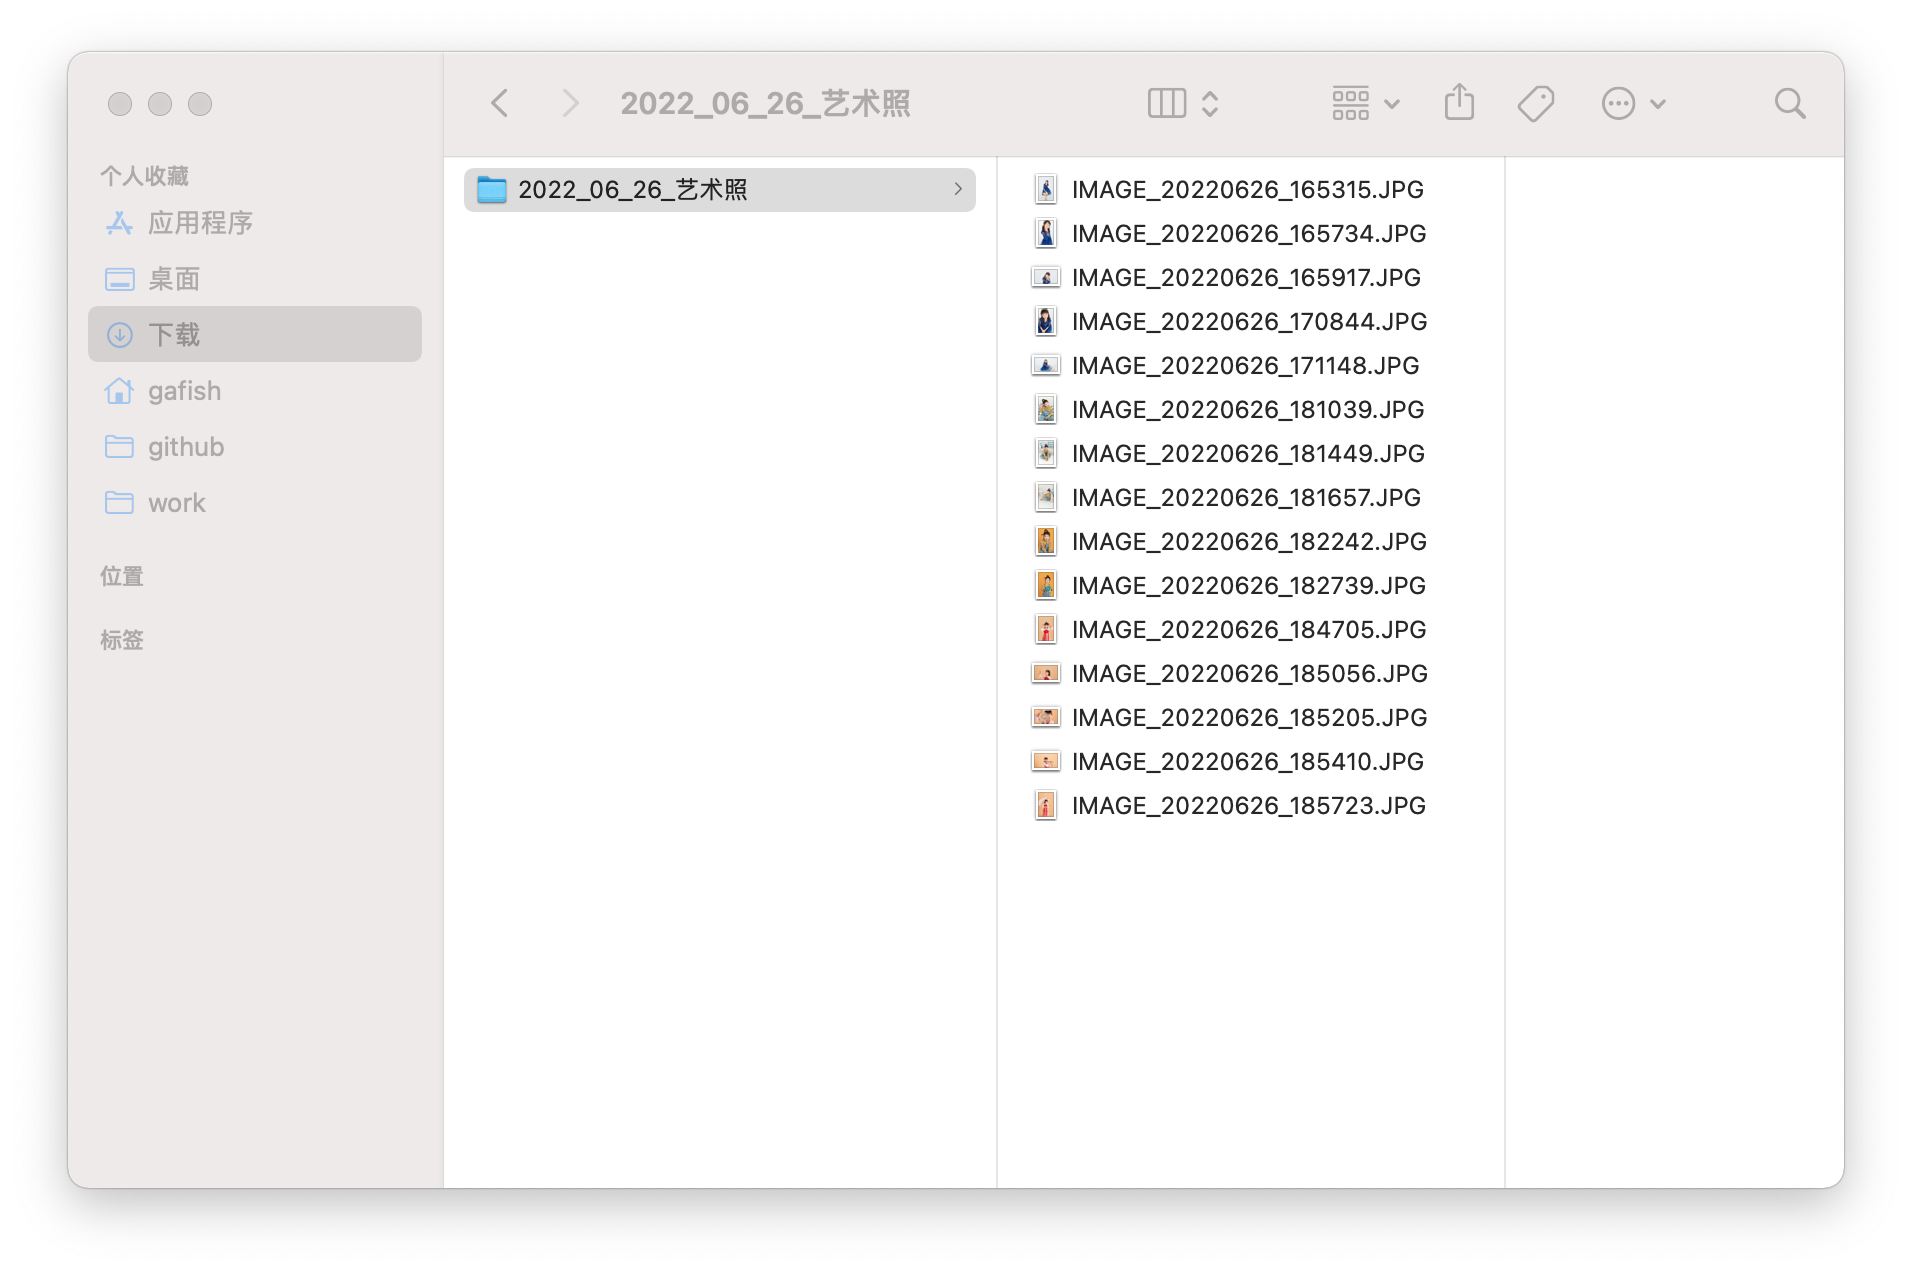 2022_06_26_艺术照
个人收藏
应用程序
桌面
下载
gafish
github
work
位置
标签
2022_06_26_艺术照
IMAGE_20220626_165315.JPG
IMAGE_20220626_165734.JPG
IMAGE_20220626_165917.JPG
IMAGE_20220626_170844.JPG
IMAGE_20220626_171148.JPG
IMAGE_20220626_181039.JPG
IMAGE_20220626_181449.JPG
IMAGE_20220626_181657.JPG
IMAGE_20220626_182242.JPG
IMAGE_20220626_182739.JPG
IMAGE_20220626_184705.JPG
IMAGE_20220626_185056.JPG
IMAGE_20220626_185205.JPG
IMAGE_20220626_185410.JPG
IMAGE_20220626_185723.JPG